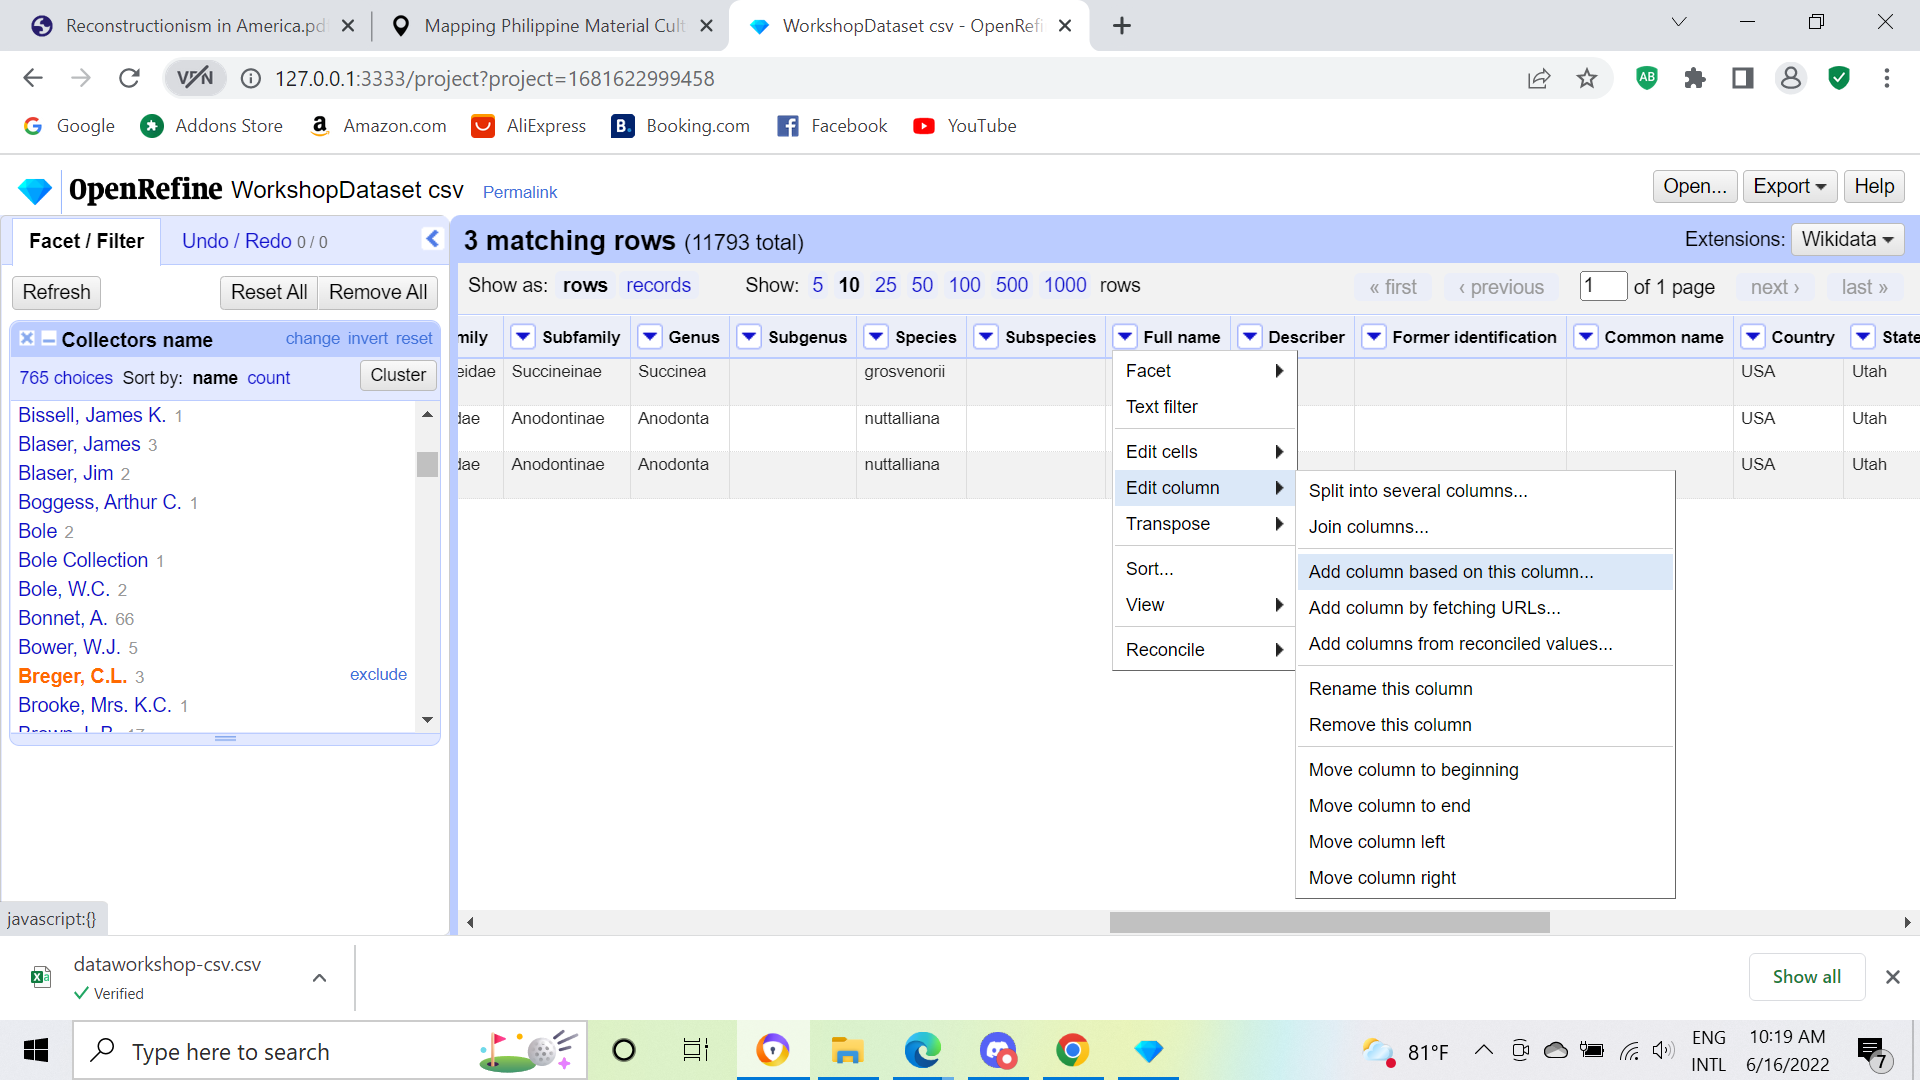 Reconstructionism in America.pdf
Mapping Philippine Material Cult
WorkshopDataset csv - OpenRefi
VPN
127.0.0.1:3333/project?project=1681622999458
AB
Google
Addons Store
Amazon.com
AliExpress
B. Booking.com
Facebook
YouTube
OpenRefine WorkshopDataset csv Permalink
Open... Export Help
Facet / Filter
Undo / Redo 0 / 0
3 matching rows (11793 total)
Extensions: Wikidata
Refresh
Reset All
Remove All
Show as: rows records
Show: 5 10 25 50 100 500 1000 rows
« first ‹ previous 1 of 1 page next › last »
Collectors name
change invert reset
765 choices Sort by: name count
Cluster
Bissell, James K. 1
Blaser, James 3
Blaser, Jim 2
Boggess, Arthur C. 1
Bole 2
Bole Collection 1
Bole, W.C. 2
Bonnet, A. 66
Bower, W.J. 5
Breger, C.L. 3 exclude
Brooke, Mrs. K.C. 1
mily Subfamily Genus Subgenus Species Subspecies Full name Describer Former identification Common name Country State
eidae Succineinae Succinea grosvenorii USA Utah
dae Anodontinae Anodonta nuttalliana USA Utah
dae Anodontinae Anodonta nuttalliana USA Utah
Facet
Text filter
Edit cells
Edit column
Transpose
Sort...
View
Reconcile
Split into several columns...
Join columns...
Add column based on this column...
Add column by fetching URLs...
Add columns from reconciled values...
Rename this column
Remove this column
Move column to beginning
Move column to end
Move column left
Move column right
javascript:{}
dataworkshop-csv.csv
Verified
Show all
Type here to search
81°F
ENG
INTL
10:19 AM
6/16/2022
7